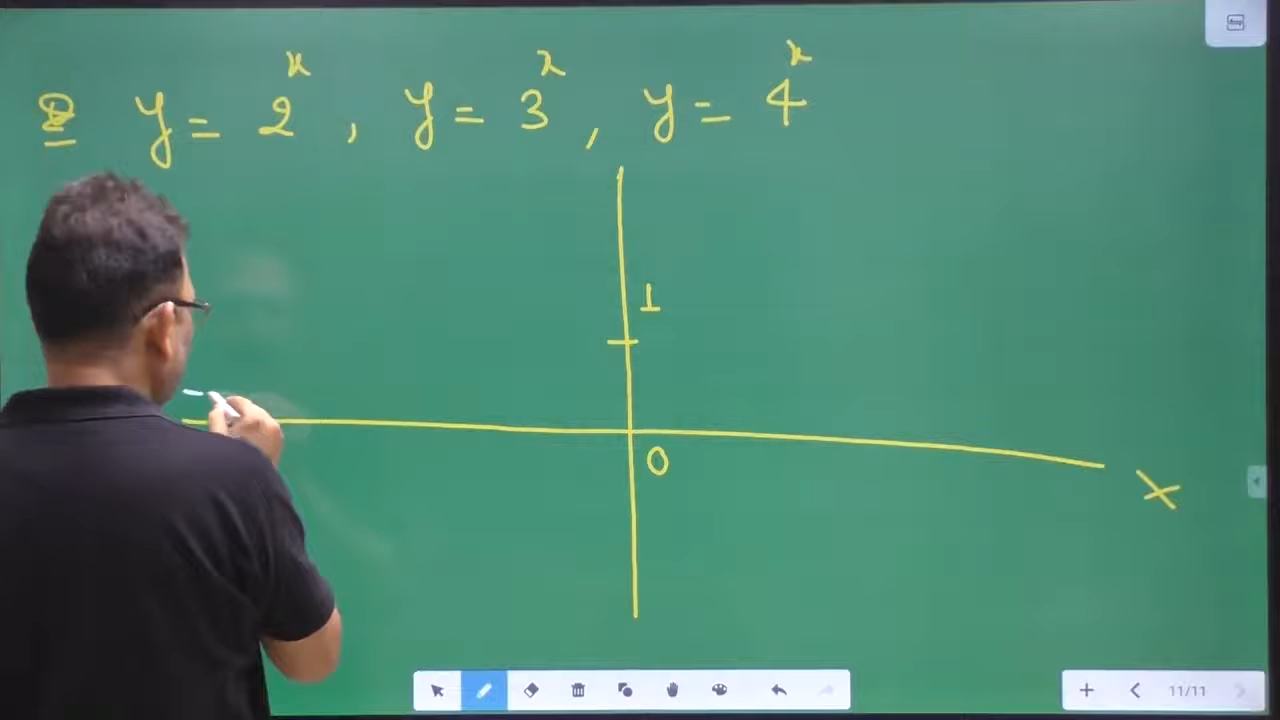 Q y = 2^x , y = 3^x , y = 4^x
1
0
X
11/11